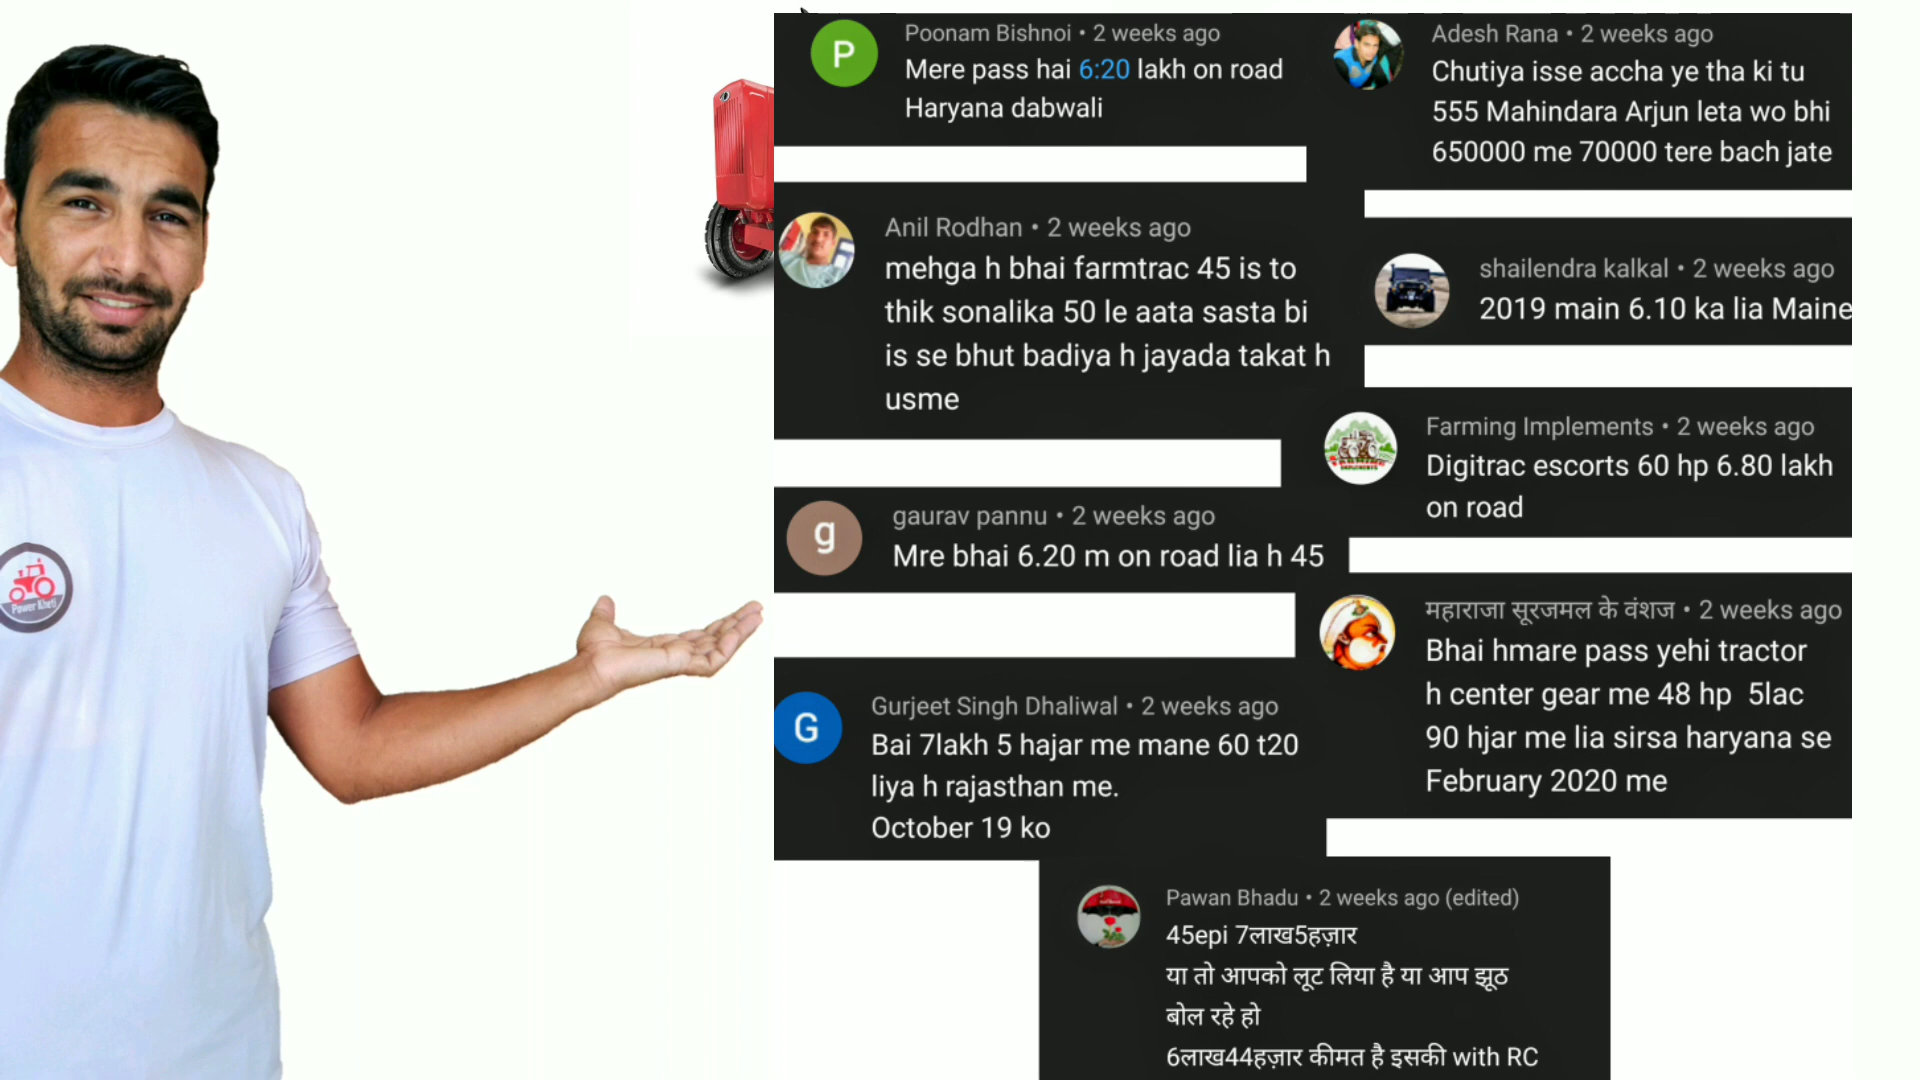 Power Kheti
Poonam Bishnoi • 2 weeks ago
Mere pass hai 6:20 lakh on road
Haryana dabwali
Anil Rodhan • 2 weeks ago
mehga h bhai farmtrac 45 is to
thik sonalika 50 le aata sasta bi
is se bhut badiya h jayada takat h
usme
g
gaurav pannu • 2 weeks ago
Mre bhai 6.20 m on road lia h 45
G
Gurjeet Singh Dhaliwal • 2 weeks ago
Bai 7lakh 5 hajar me mane 60 t20
liya h rajasthan me.
October 19 ko
P
Adesh Rana • 2 weeks ago
Chutiya isse accha ye tha ki tu
555 Mahindara Arjun leta wo bhi
650000 me 70000 tere bach jate
shailendra kalkal • 2 weeks ago
2019 main 6.10 ka lia Maine
Farming Implements • 2 weeks ago
Digitrac escorts 60 hp 6.80 lakh
on road
महाराजा सूरजमल के वंशज • 2 weeks ago
Bhai hmare pass yehi tractor
h center gear me 48 hp 5lac
90 hjar me lia sirsa haryana se
February 2020 me
Pawan Bhadu • 2 weeks ago (edited)
45epi 7लाख5हज़ार
या तो आपको लूट लिया है या आप झूठ
बोल रहे हो
6लाख44हज़ार कीमत है इसकी with RC